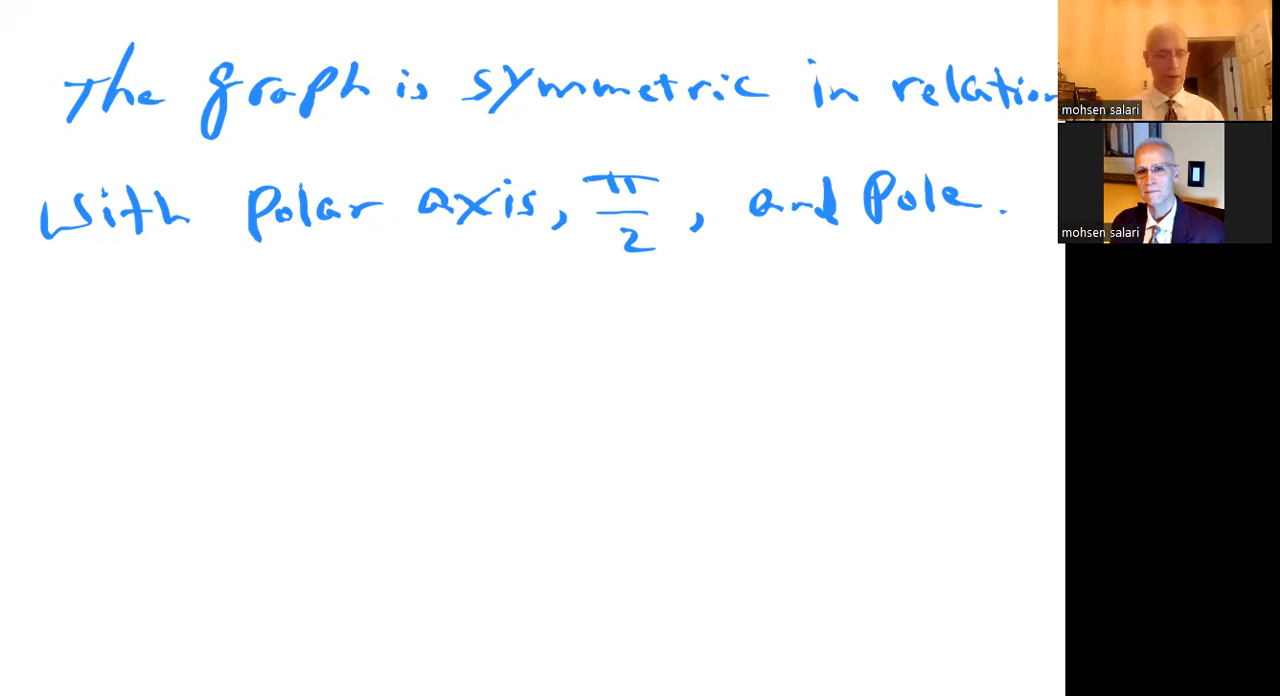 The graph is symmetric in relation
with polar axis, π/2, and Pole.
mohsen salari
mohsen salari